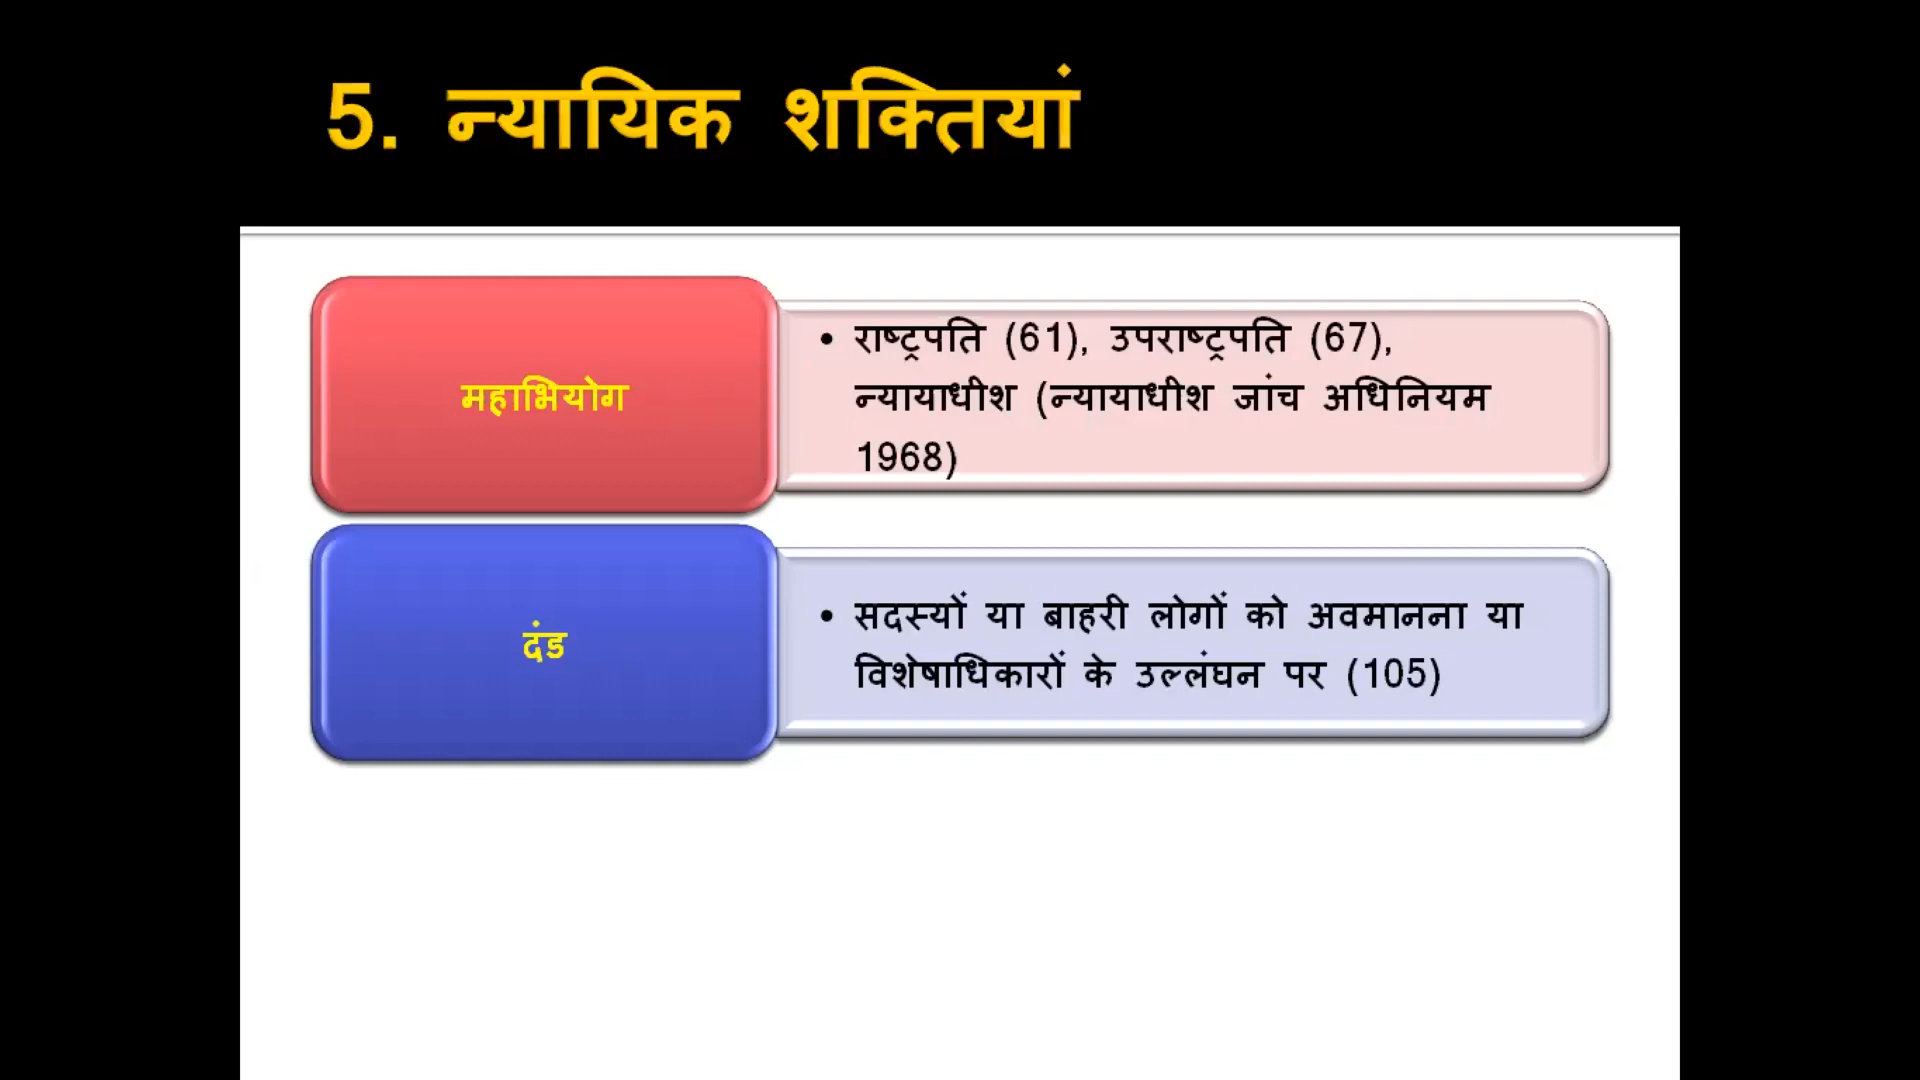 5. न्यायिक शक्तियां
महाभियोग
• राष्ट्रपति (61), उपराष्ट्रपति (67),
न्यायाधीश (न्यायाधीश जांच अधिनियम
1968)
दंड
• सदस्यों या बाहरी लोगों को अवमानना या
विशेषाधिकारों के उल्लंघन पर (105)